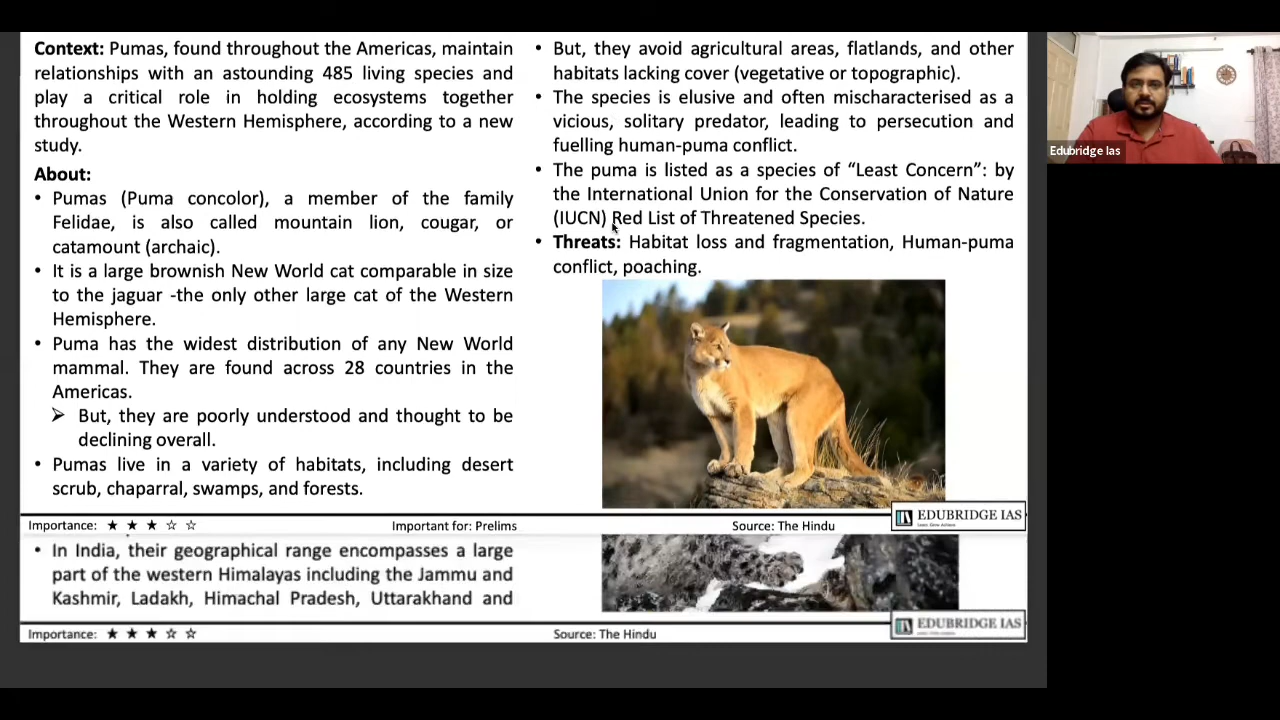 Context: Pumas, found throughout the Americas, maintain
relationships with an astounding 485 living species and
play a critical role in holding ecosystems together
throughout the Western Hemisphere, according to a new
study.
About:
• Pumas (Puma concolor), a member of the family
Felidae, is also called mountain lion, cougar, or
catamount (archaic).
• It is a large brownish New World cat comparable in size
to the jaguar -the only other large cat of the Western
Hemisphere.
• Puma has the widest distribution of any New World
mammal. They are found across 28 countries in the
Americas.
➢ But, they are poorly understood and thought to be
declining overall.
• Pumas live in a variety of habitats, including desert
scrub, chaparral, swamps, and forests.
• But, they avoid agricultural areas, flatlands, and other
habitats lacking cover (vegetative or topographic).
• The species is elusive and often mischaracterised as a
vicious, solitary predator, leading to persecution and
fuelling human-puma conflict.
• The puma is listed as a species of “Least Concern”: by
the International Union for the Conservation of Nature
(IUCN) Red List of Threatened Species.
• Threats: Habitat loss and fragmentation, Human-puma
conflict, poaching.
Edubridge Ias
Importance: ★ ★ ★ ☆ ☆
Important for: Prelims
Source: The Hindu
EDUBRIDGE IAS
• In India, their geographical range encompasses a large
part of the western Himalayas including the Jammu and
Kashmir, Ladakh, Himachal Pradesh, Uttarakhand and
Importance: ★ ★ ★ ☆ ☆
Source: The Hindu
EDUBRIDGE IAS